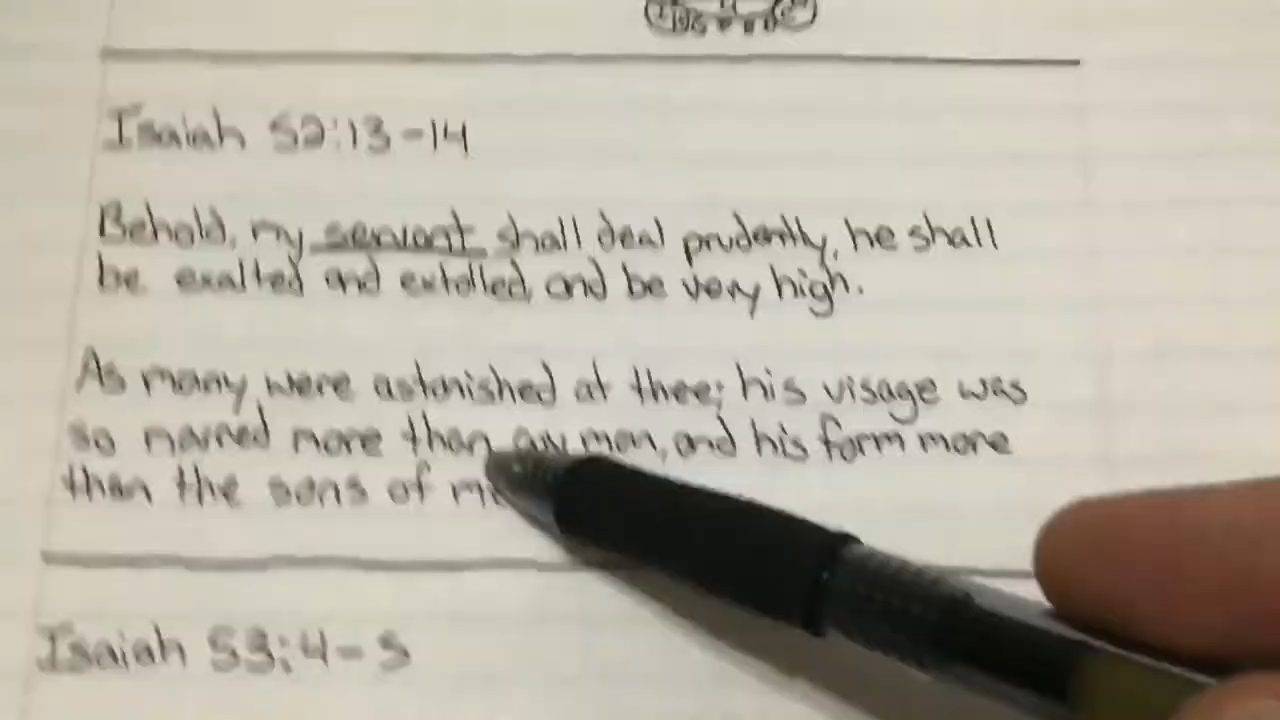 Isaiah 52:13-14
Behold, my servant shall deal prudently, he shall
be exalted and extolled, and be very high.
As many were astonished at thee; his visage was
so marred more than any man, and his form more
than the sons of
Isaiah 53:4-5